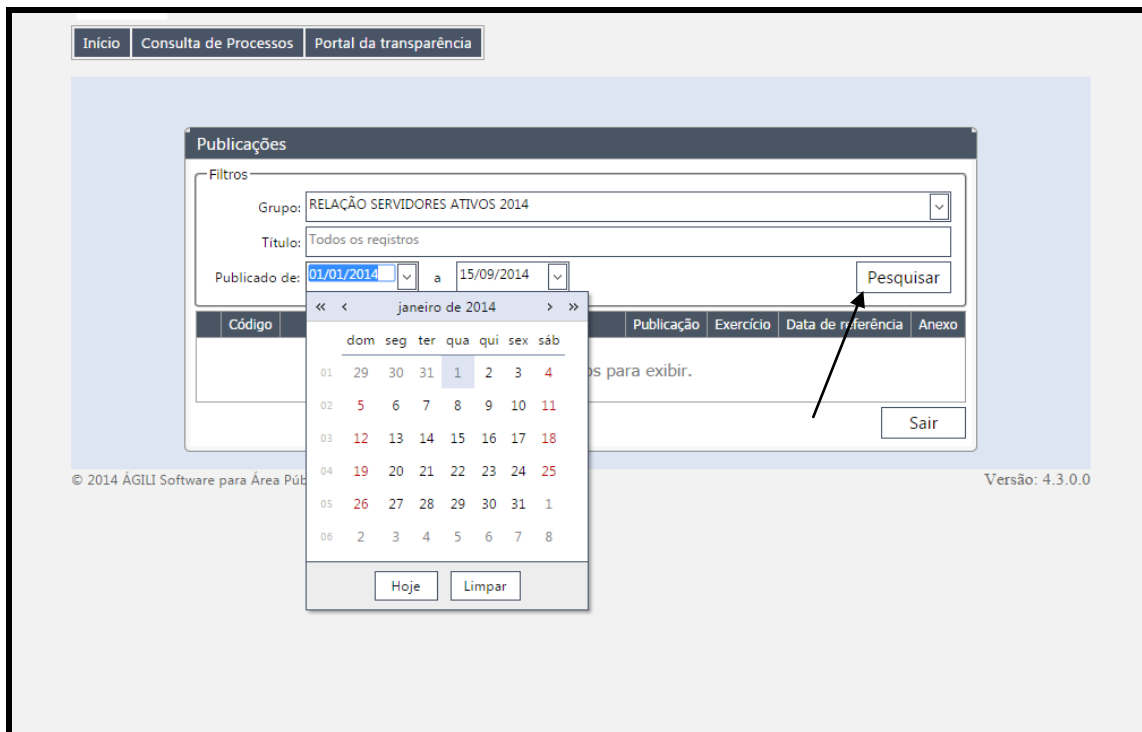 Início Consulta de Processos Portal da transparência
Publicações
Filtros
Grupo: RELAÇÃO SERVIDORES ATIVOS 2014
Título: Todos os registros
Publicado de: 01/01/2014 a 15/09/2014 Pesquisar
« ‹ janeiro de 2014 › »
Código Publicação Exercício Data de referência Anexo
dom seg ter qua qui sex sáb
01 29 30 31 1 2 3 4
para exibir.
02 5 6 7 8 9 10 11
03 12 13 14 15 16 17 18
Sair
04 19 20 21 22 23 24 25
© 2014 ÁGILI Software para Área Versão: 4.3.0.0
05 26 27 28 29 30 31 1
06 2 3 4 5 6 7 8
Hoje Limpar